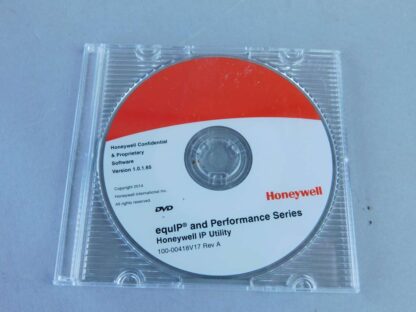 Honeywell Confidential
& Proprietary
Software
Version 1.0.1.65
Copyright 2014
Honeywell International Inc.
All rights reserved.
Honeywell
DVD
equIP® and Performance Series
Honeywell IP Utility
100-00418V17 Rev A